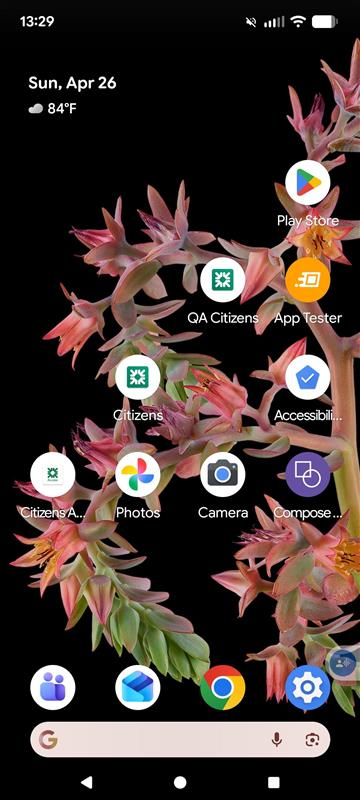 13:29
Sun, Apr 26
84°F
Play Store
QA Citizens
App Tester
Citizens
Accessibili...
Citizens A...
Photos
Camera
Compose ...